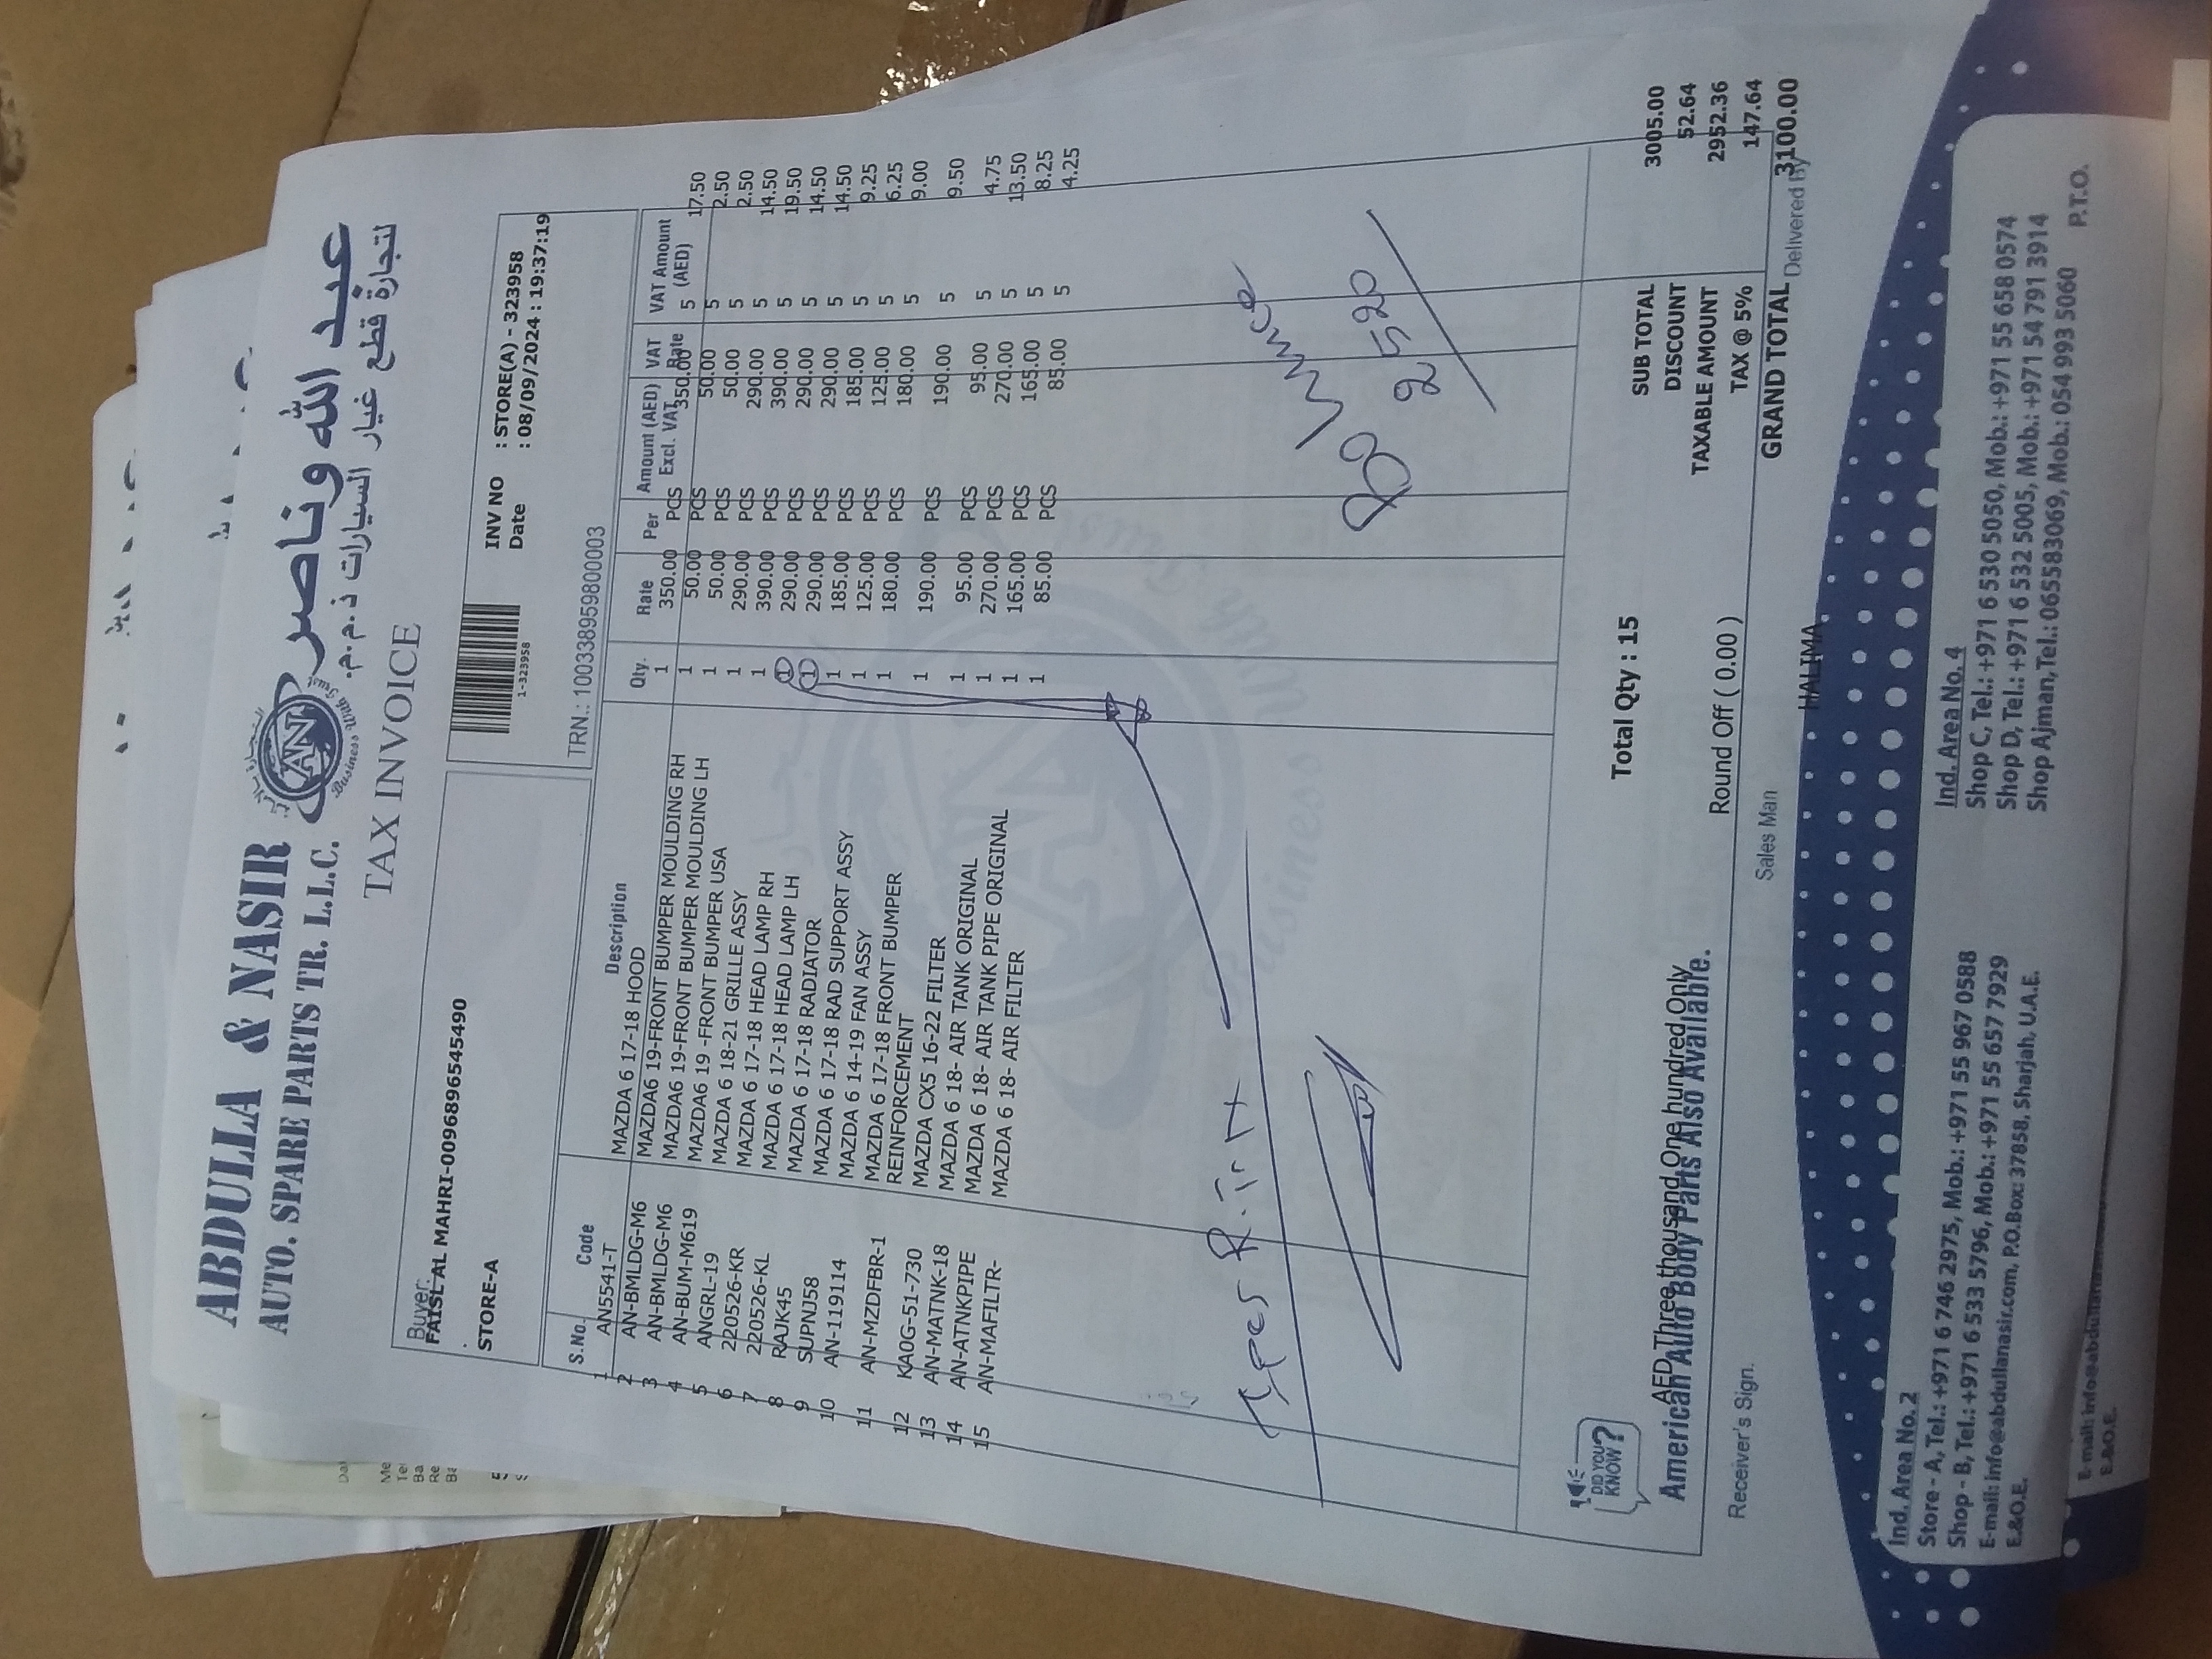 ABDULLA & NASIR
AUTO. SPARE PARTS TR. L.L.C.
AN
Business With Trust
عبد الله وناصر
لتجارة قطع غيار السيارات ذ.م.م.
TAX INVOICE
Buyer:
FAISL AL MAHRI-0096896545490
.
STORE-A
1-323958
INV NO : STORE(A) - 323958
Date : 08/09/2024 : 19:37:19
TRN.: 100338959800003
S.No. Code Description Qty. Rate Per Amount (AED) Excl. VAT VAT Rate VAT Amount (AED)
1 AN5541-T MAZDA 6 17-18 HOOD 1 350.00 PCS 350.00 5 17.50
2 AN-BMLDG-M6 MAZDA6 19-FRONT BUMPER MOULDING RH 1 50.00 PCS 50.00 5 2.50
3 AN-BMLDG-M6 MAZDA6 19-FRONT BUMPER MOULDING LH 1 50.00 PCS 50.00 5 2.50
4 AN-BUM-M619 MAZDA6 19 -FRONT BUMPER USA 1 290.00 PCS 290.00 5 14.50
5 ANGRL-19 MAZDA 6 18-21 GRILLE ASSY 1 390.00 PCS 390.00 5 19.50
6 220526-KR MAZDA 6 17-18 HEAD LAMP RH 1 290.00 PCS 290.00 5 14.50
7 220526-KL MAZDA 6 17-18 HEAD LAMP LH 1 290.00 PCS 290.00 5 14.50
8 RAJK45 MAZDA 6 17-18 RADIATOR 1 185.00 PCS 185.00 5 9.25
9 SUPNJ58 MAZDA 6 17-18 RAD SUPPORT ASSY 1 125.00 PCS 125.00 5 6.25
10 AN-119114 MAZDA 6 14-19 FAN ASSY 1 180.00 PCS 180.00 5 9.00
11 AN-MZDFBR-1 MAZDA 6 17-18 FRONT BUMPER 1 190.00 PCS 190.00 5 9.50
REINFORCEMENT
12 KA0G-51-730 MAZDA CX5 16-22 FILTER 1 95.00 PCS 95.00 5 4.75
13 AN-MATNK-18 MAZDA 6 18- AIR TANK ORIGINAL 1 270.00 PCS 270.00 5 13.50
14 AN-ATNKPIPE MAZDA 6 18- AIR TANK PIPE ORIGINAL 1 165.00 PCS 165.00 5 8.25
15 AN-MAFILTR- MAZDA 6 18- AIR FILTER 1 85.00 PCS 85.00 5 4.25
2520
DID YOU KNOW?
Total Qty : 15
SUB TOTAL 3005.00
DISCOUNT 52.64
TAXABLE AMOUNT 2952.36
Round Off ( 0.00 ) TAX @ 5% 147.64
GRAND TOTAL 3100.00
AED Three thousand One hundred Only
American Auto Body Parts Also Available.
Receiver's Sign. Sales Man Delivered By
HALIMA
Ind. Area No. 2
Store - A, Tel.: +971 6 746 2975, Mob.: +971 55 967 0588
Shop - B, Tel.: +971 6 533 5796, Mob.: +971 55 657 7929
E-mail: info@abdullanasir.com, P.O.Box: 37858, Sharjah, U.A.E.
E.&O.E.
Ind. Area No. 4
Shop C, Tel.: +971 6 530 5050, Mob.: +971 55 658 0574
Shop D, Tel.: +971 6 532 5005, Mob.: +971 54 791 3914
Shop Ajman, Tel.: 065583069, Mob.: 054 993 5060
P.T.O.
E-mail: info@abdullana
E.&O.E.